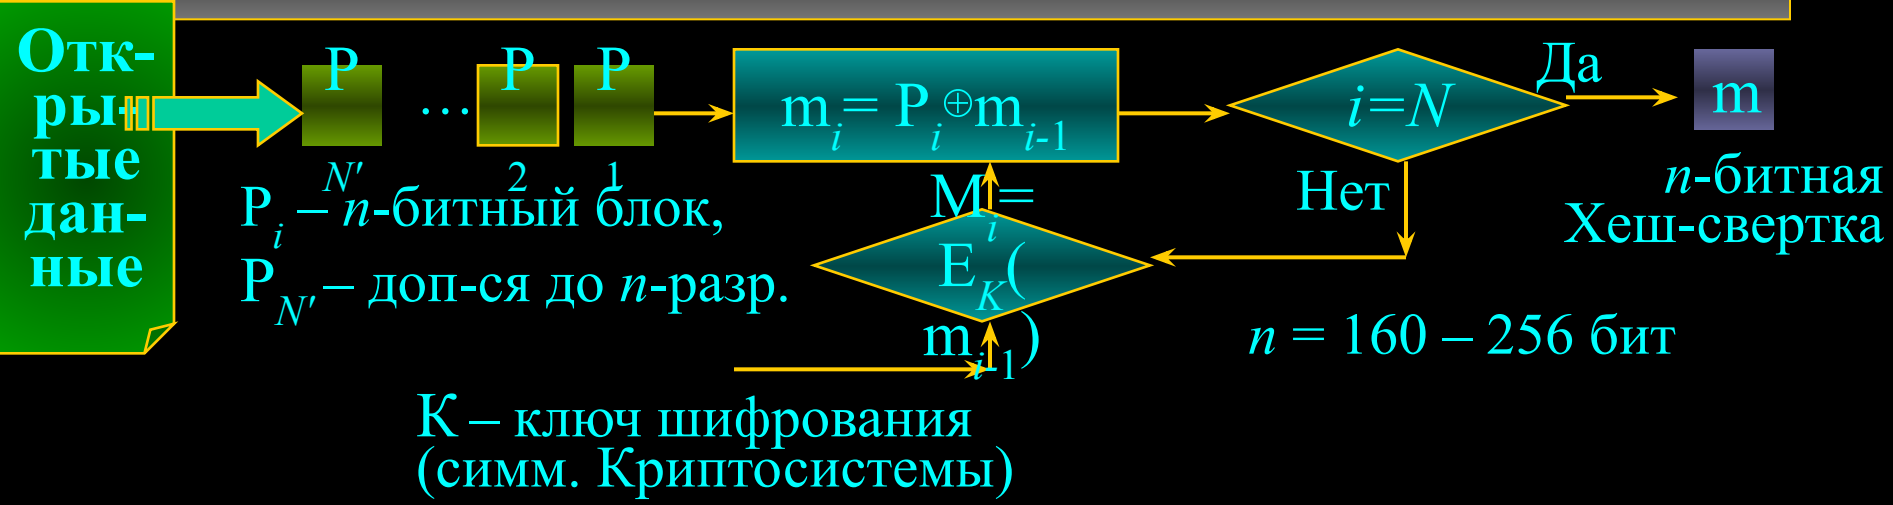 Отк-
ры-
тые
дан-
ные
P N' … P 2 P 1
m i = P i ⊕ m i-1
i=N
Да
m
Нет
n-битная
Хеш-свертка
P i – n-битный блок,
P N' – доп-ся до n-разр.
M i =
E K (
m i-1 )
n = 160 – 256 бит
К – ключ шифрования
(симм. Криптосистемы)